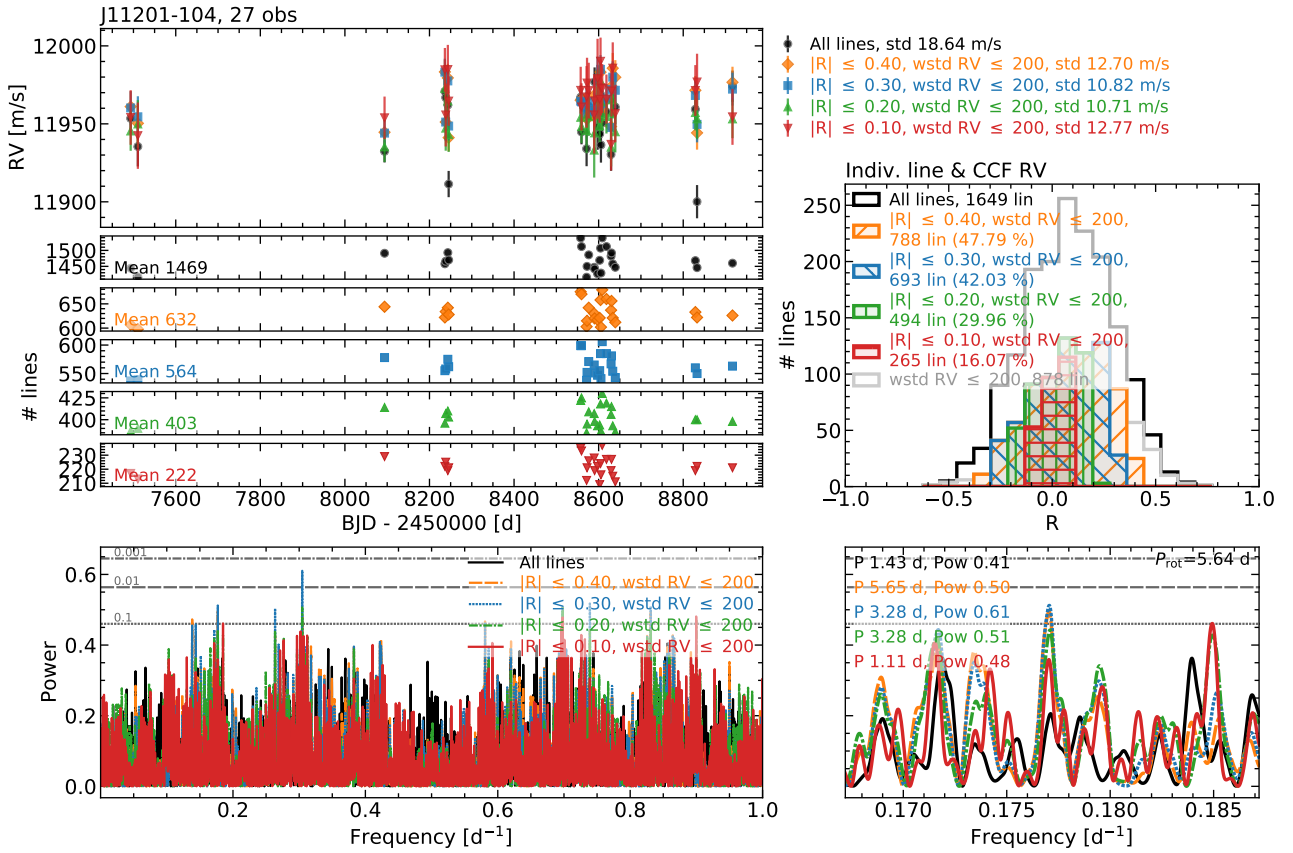 J11201-104, 27 obs
12000
11950
11900
RV [m/s]
All lines, std 18.64 m/s
|R| ≤ 0.40, wstd RV ≤ 200, std 12.70 m/s
|R| ≤ 0.30, wstd RV ≤ 200, std 10.82 m/s
|R| ≤ 0.20, wstd RV ≤ 200, std 10.71 m/s
|R| ≤ 0.10, wstd RV ≤ 200, std 12.77 m/s
1500
1450
Mean 1469
650
600
Mean 632
600
550
Mean 564
425
400
Mean 403
230
220
210
Mean 222
# lines
7600 7800 8000 8200 8400 8600 8800
BJD - 2450000 [d]
Indiv. line & CCF RV
250
200
150
100
50
0
# lines
All lines, 1649 lin
|R| ≤ 0.40, wstd RV ≤ 200,
788 lin (47.79 %)
|R| ≤ 0.30, wstd RV ≤ 200,
693 lin (42.03 %)
|R| ≤ 0.20, wstd RV ≤ 200,
494 lin (29.96 %)
|R| ≤ 0.10, wstd RV ≤ 200,
265 lin (16.07 %)
wstd RV ≤ 200, 878 lin
−1.0 −0.5 0.0 0.5 1.0
R
0.6
0.4
0.2
0.0
Power
0.001
0.01
0.1
All lines
|R| ≤ 0.40, wstd RV ≤ 200
|R| ≤ 0.30, wstd RV ≤ 200
|R| ≤ 0.20, wstd RV ≤ 200
|R| ≤ 0.10, wstd RV ≤ 200
0.2 0.4 0.6 0.8 1.0
Frequency [d⁻¹]
P 1.43 d, Pow 0.41
P 5.65 d, Pow 0.50
P 3.28 d, Pow 0.61
P 3.28 d, Pow 0.51
P 1.11 d, Pow 0.48
Prot=5.64 d
0.170 0.175 0.180 0.185
Frequency [d⁻¹]